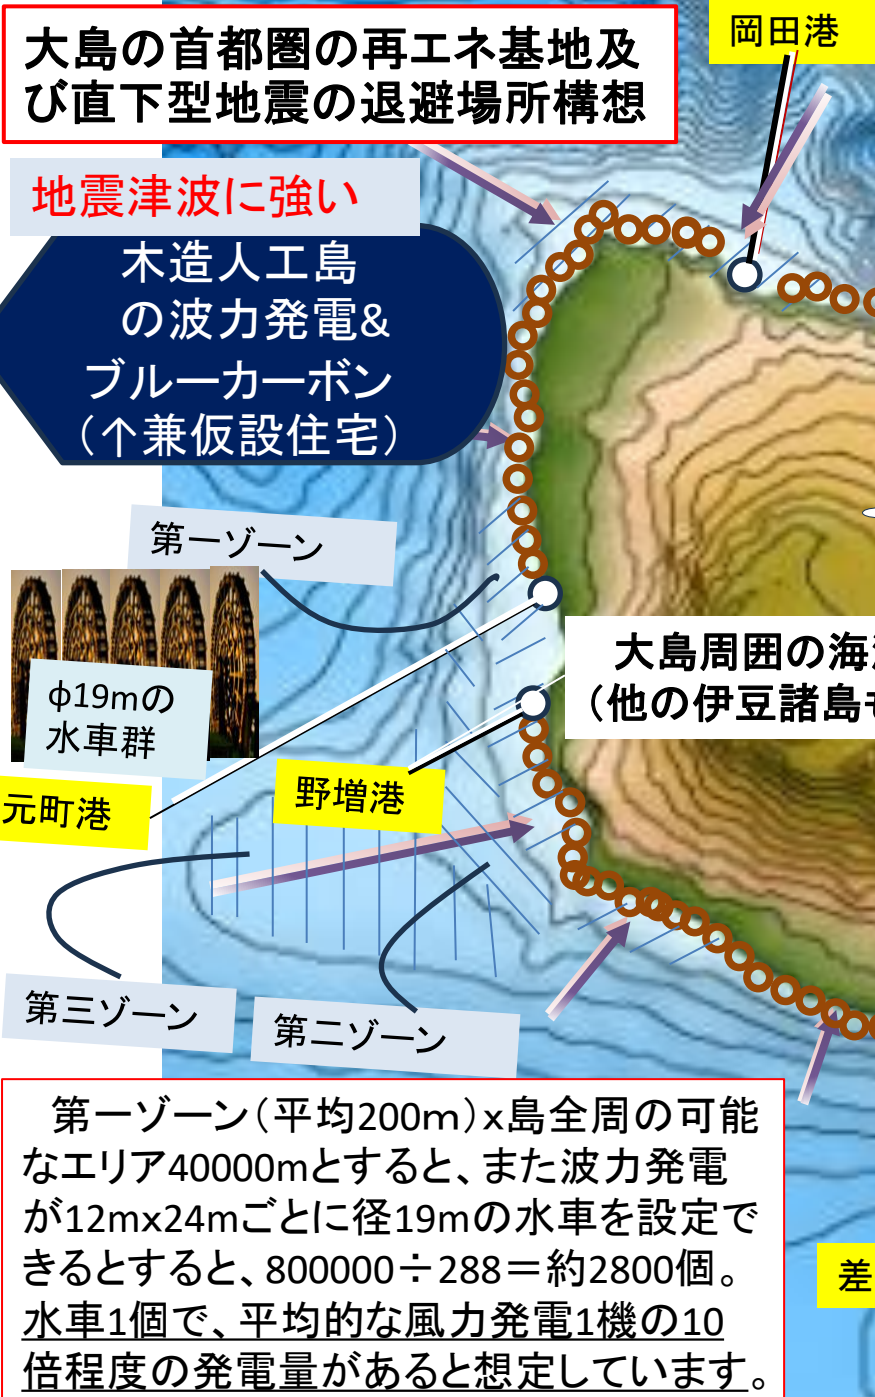 大島の首都圏の再エネ基地及
び直下型地震の退避場所構想
岡田港
地震津波に強い
木造人工島
の波力発電&
ブルーカーボン
（↑兼仮設住宅）
第一ゾーン
φ19mの
水車群
大島周囲の海
（他の伊豆諸島
元町港
野増港
第三ゾーン
第二ゾーン
第一ゾーン（平均200ｍ）x島全周の可能
なエリア40000mとすると、また波力発電
が12mx24mごとに径19mの水車を設定で
きるとすると、800000÷288＝約2800個。
水車1個で、平均的な風力発電1機の10
倍程度の発電量があると想定しています。
差